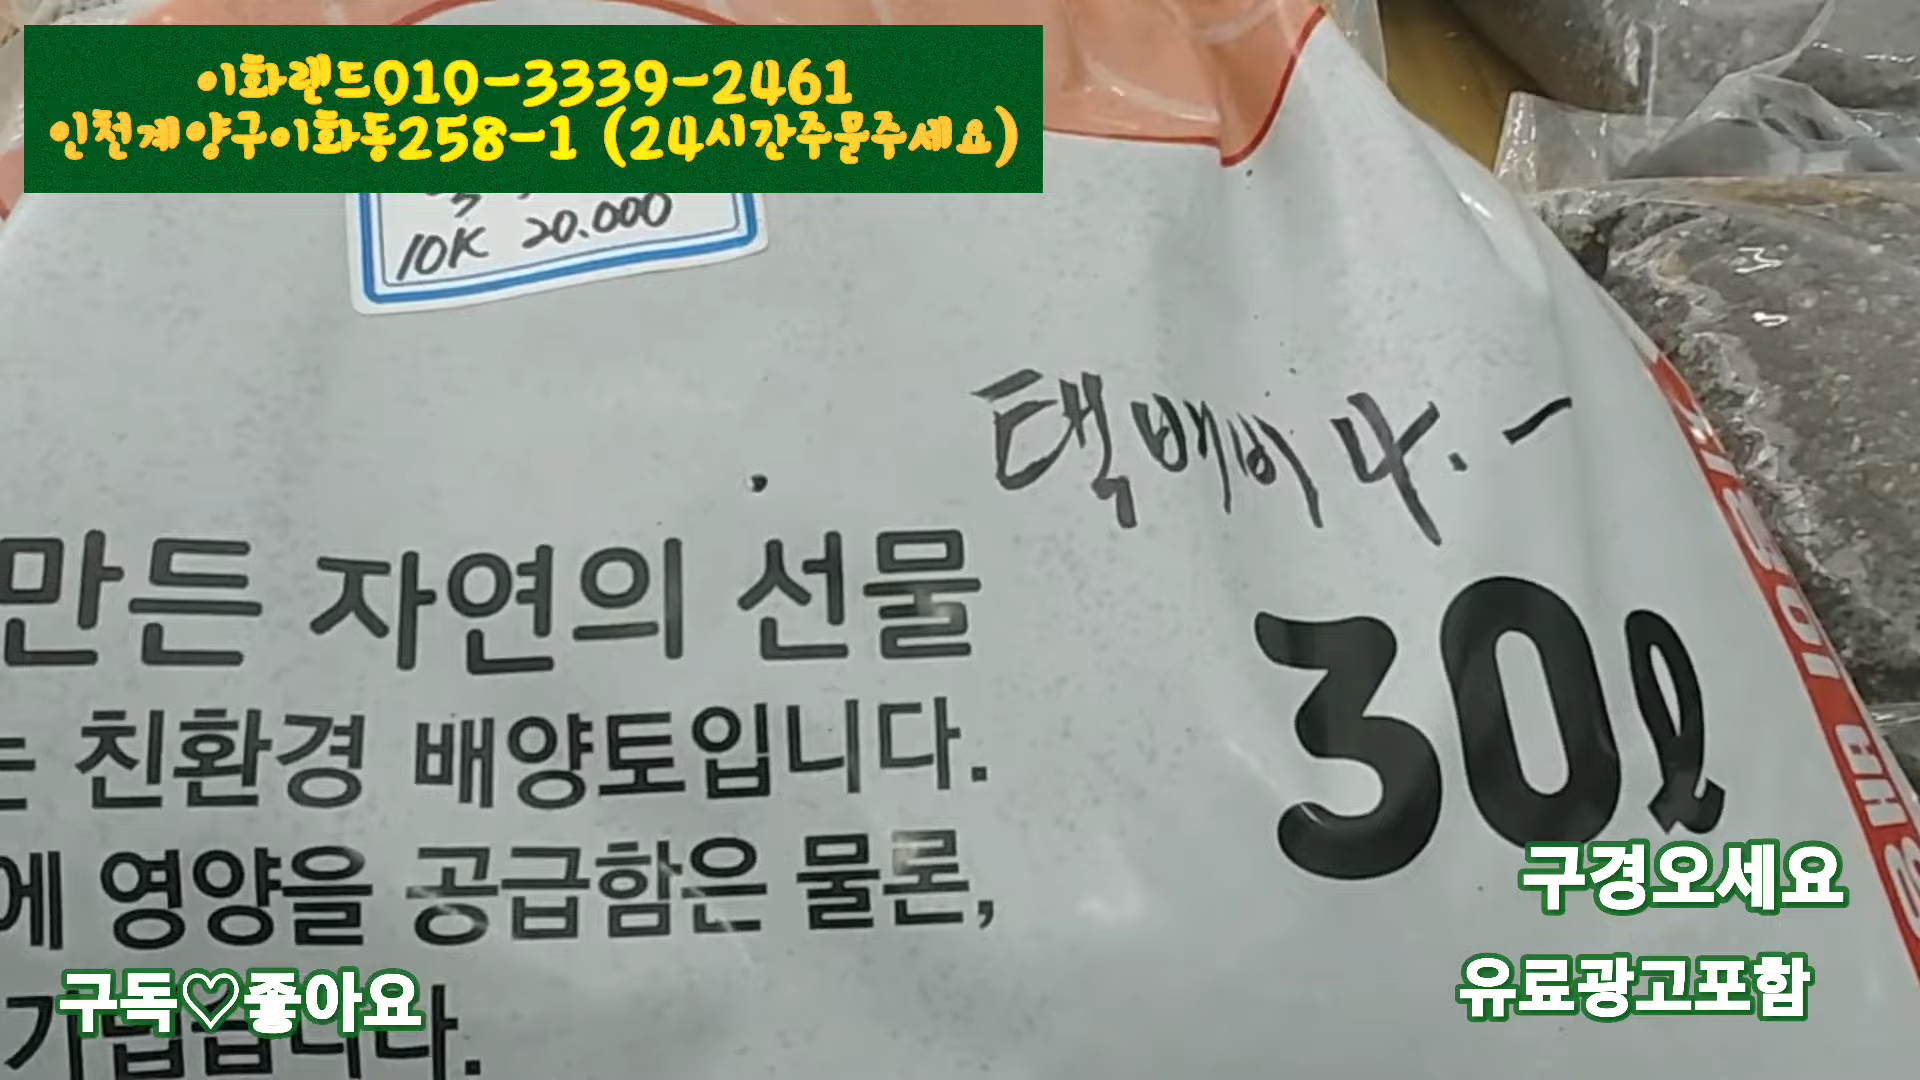 이화랜드010-3339-2461
인천계양구이화동258-1 (24시간주문주세요)
10K 20.000
택배비 4.-
만든 자연의 선물
30ℓ
는 친환경 배양토입니다.
에 영양을 공급함은 물론,
구경오세요
유료광고포함
구독♡좋아요